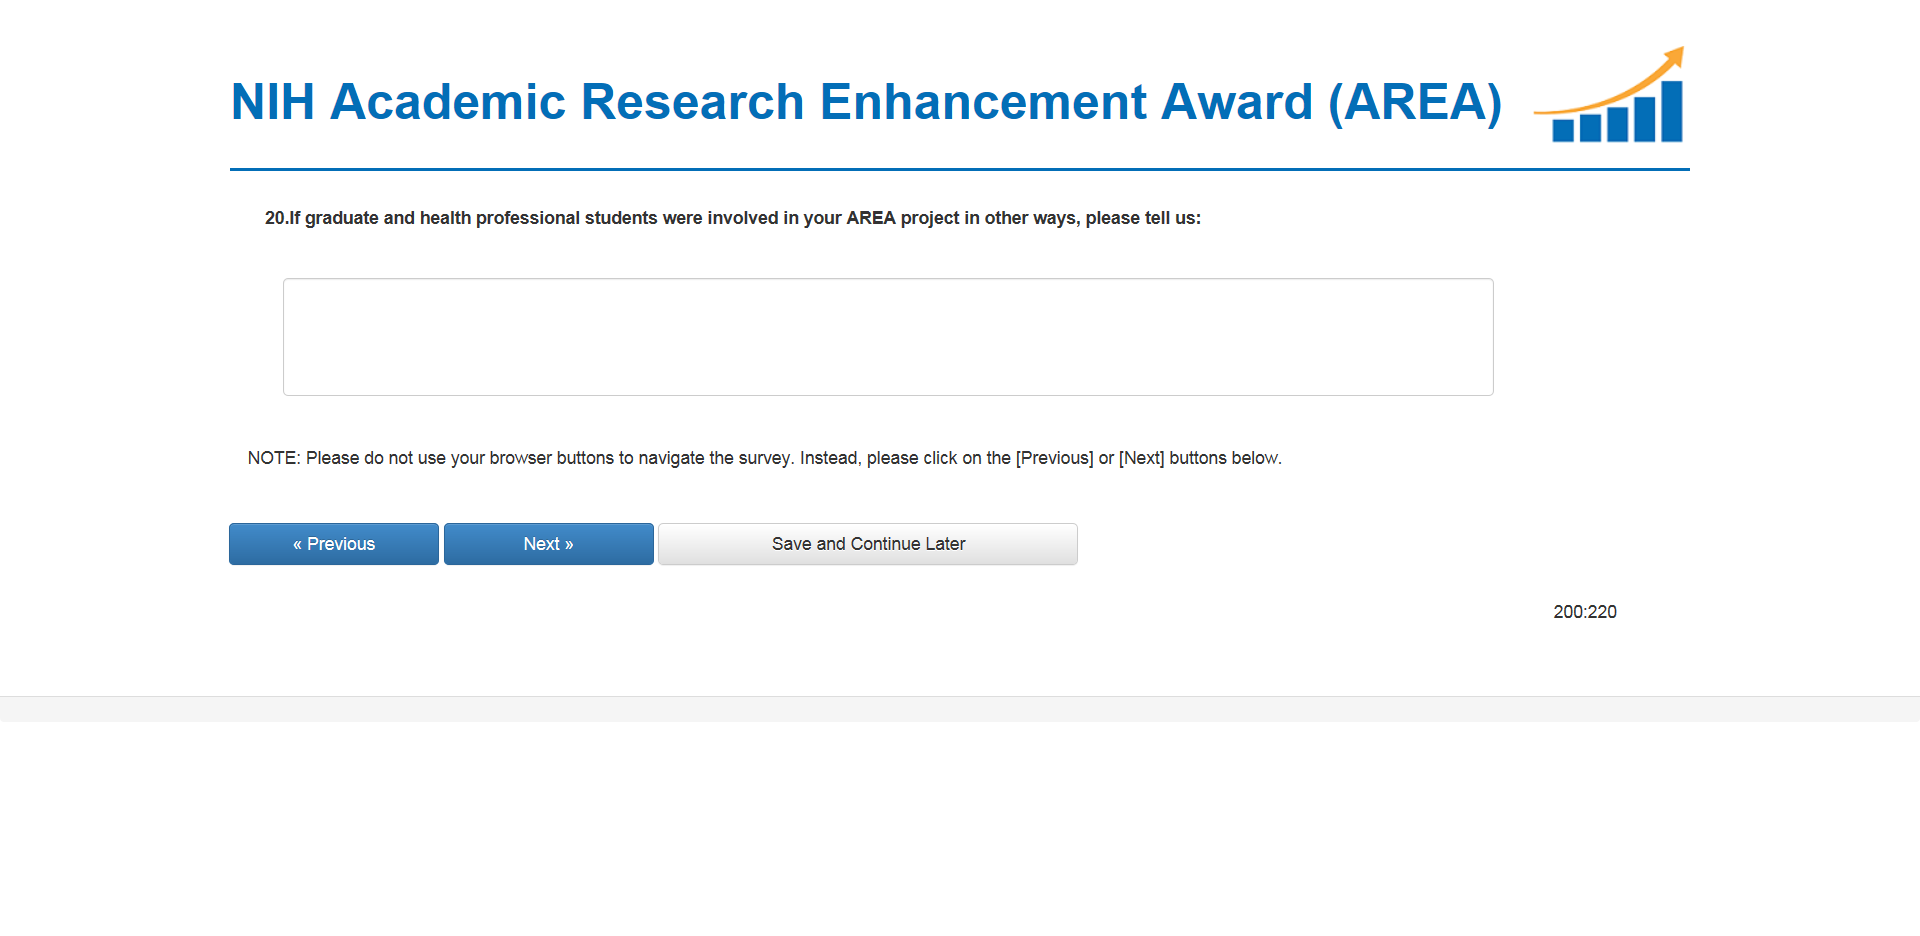 NIH Academic Research Enhancement Award (AREA)
20.If graduate and health professional students were involved in your AREA project in other ways, please tell us:
NOTE: Please do not use your browser buttons to navigate the survey. Instead, please click on the [Previous] or [Next] buttons below.
« Previous
Next »
Save and Continue Later
200:220